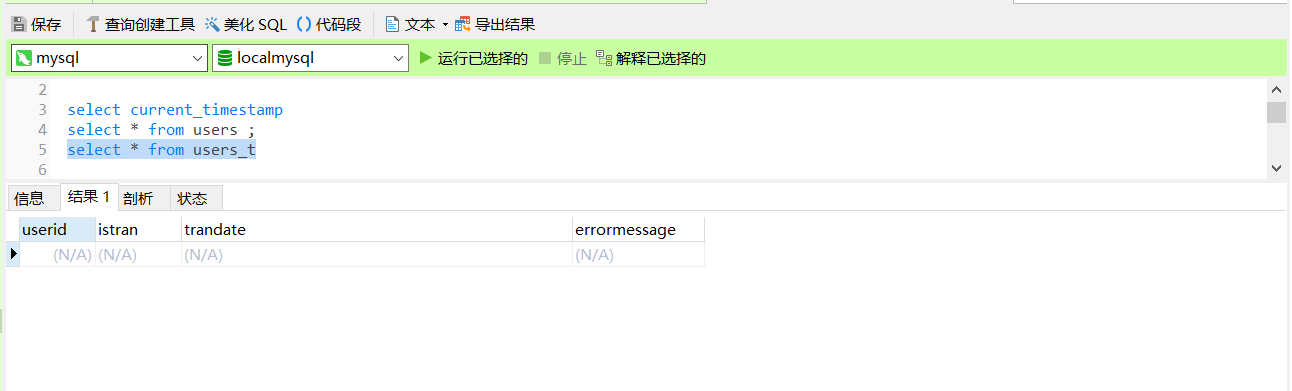 保存 查询创建工具 美化 SQL 代码段 文本 导出结果
mysql localmysql 运行已选择的 停止 解释已选择的
2
3 select current_timestamp
4 select * from users ;
5 select * from users_t
6
信息 结果 1 剖析 状态
userid istran trandate errormessage
(N/A) (N/A) (N/A) (N/A)